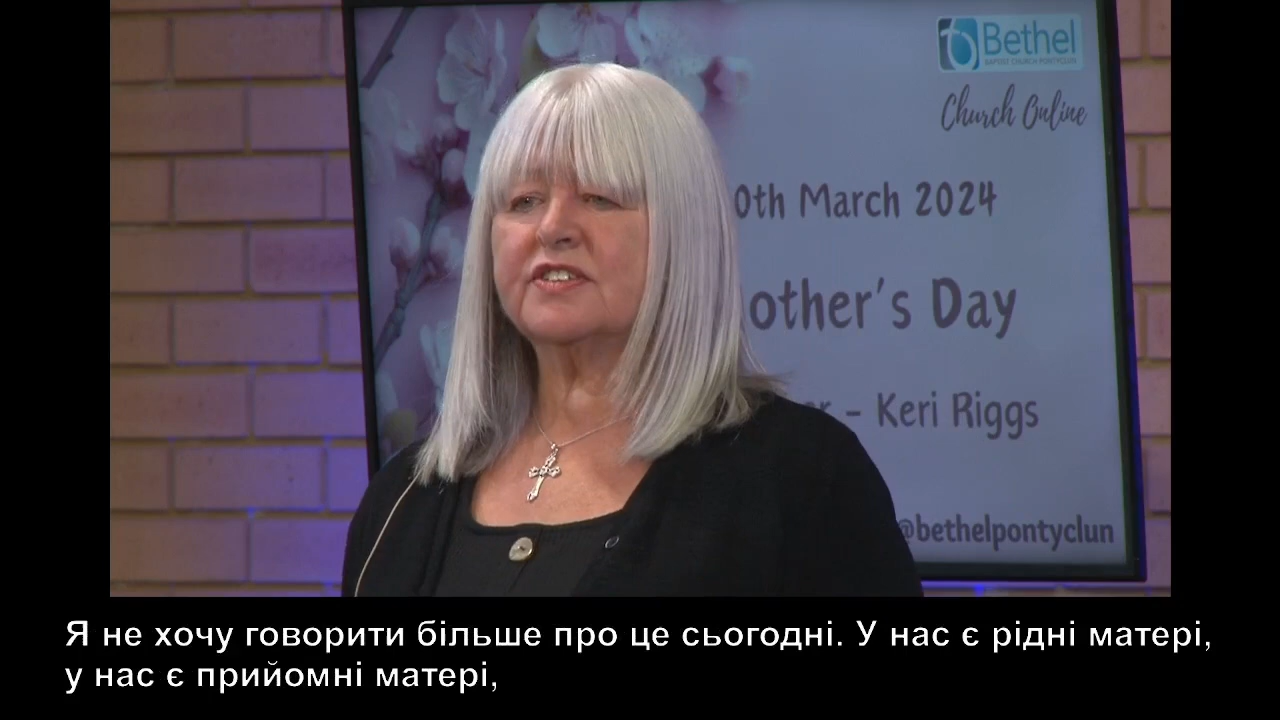 Bethel
BAPTIST CHURCH PONTYCLUN
Church Online
0th March 2024
other's Day
- Keri Riggs
@bethelpontyclun
Я не хочу говорити більше про це сьогодні. У нас є рідні матері,
у нас є прийомні матері,